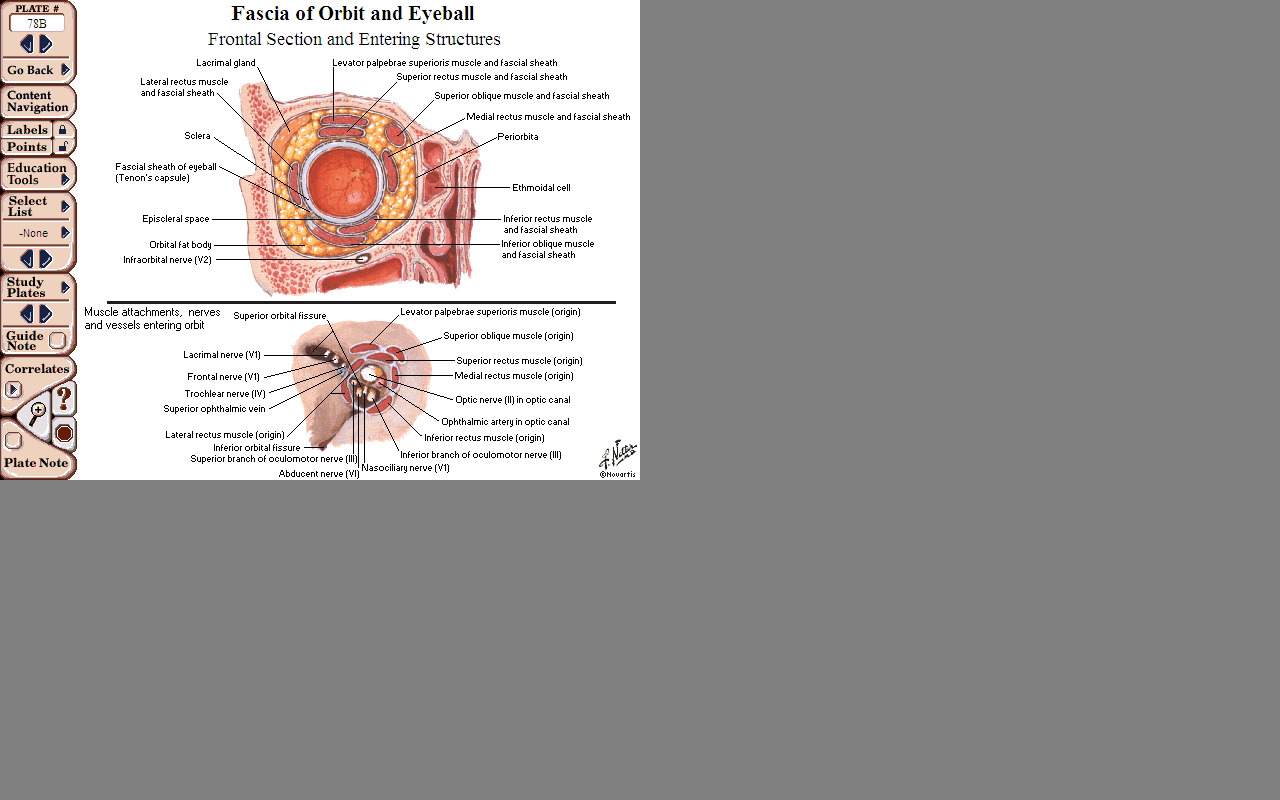 PLATE #
78B
Go Back
Content
Navigation
Labels
Points
Education
Tools
Select
List
-None
Study
Plates
Guide
Note
Correlates
?
Plate Note
Fascia of Orbit and Eyeball
Frontal Section and Entering Structures
Lacrimal gland
Levator palpebrae superioris muscle and fascial sheath
Superior rectus muscle and fascial sheath
Lateral rectus muscle
and fascial sheath
Superior oblique muscle and fascial sheath
Medial rectus muscle and fascial sheath
Sclera
Periorbita
Fascial sheath of eyeball
(Tenon's capsule)
Ethmoidal cell
Episcleral space
Inferior rectus muscle
and fascial sheath
Orbital fat body
Inferior oblique muscle
and fascial sheath
Infraorbital nerve (V2)
Muscle attachments, nerves
and vessels entering orbit
Superior orbital fissure
Levator palpebrae superioris muscle (origin)
Superior oblique muscle (origin)
Lacrimal nerve (V1)
Superior rectus muscle (origin)
Frontal nerve (V1)
Medial rectus muscle (origin)
Trochlear nerve (IV)
Optic nerve (II) in optic canal
Superior ophthalmic vein
Ophthalmic artery in optic canal
Lateral rectus muscle (origin)
Inferior rectus muscle (origin)
Inferior orbital fissure
Inferior branch of oculomotor nerve (III)
Superior branch of oculomotor nerve (III)
Nasociliary nerve (V1)
Abducent nerve (VI)
F. Netter
©Novartis